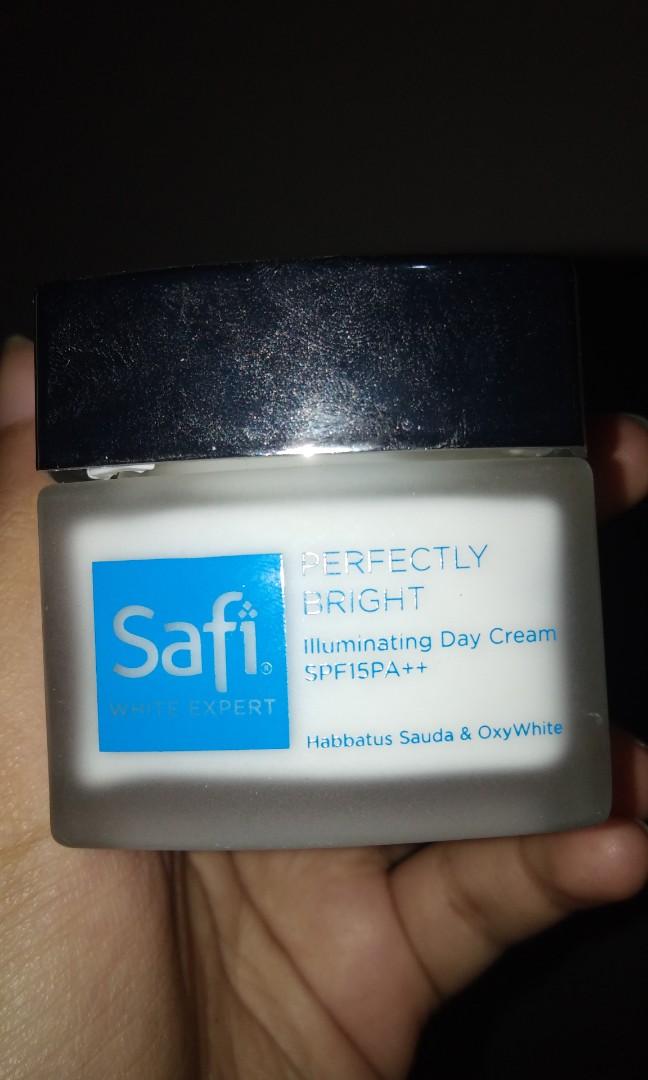 Safi®
WHITE EXPERT
PERFECTLY
BRIGHT
Illuminating Day Cream
SPF15PA++
Habbatus Sauda & OxyWhite